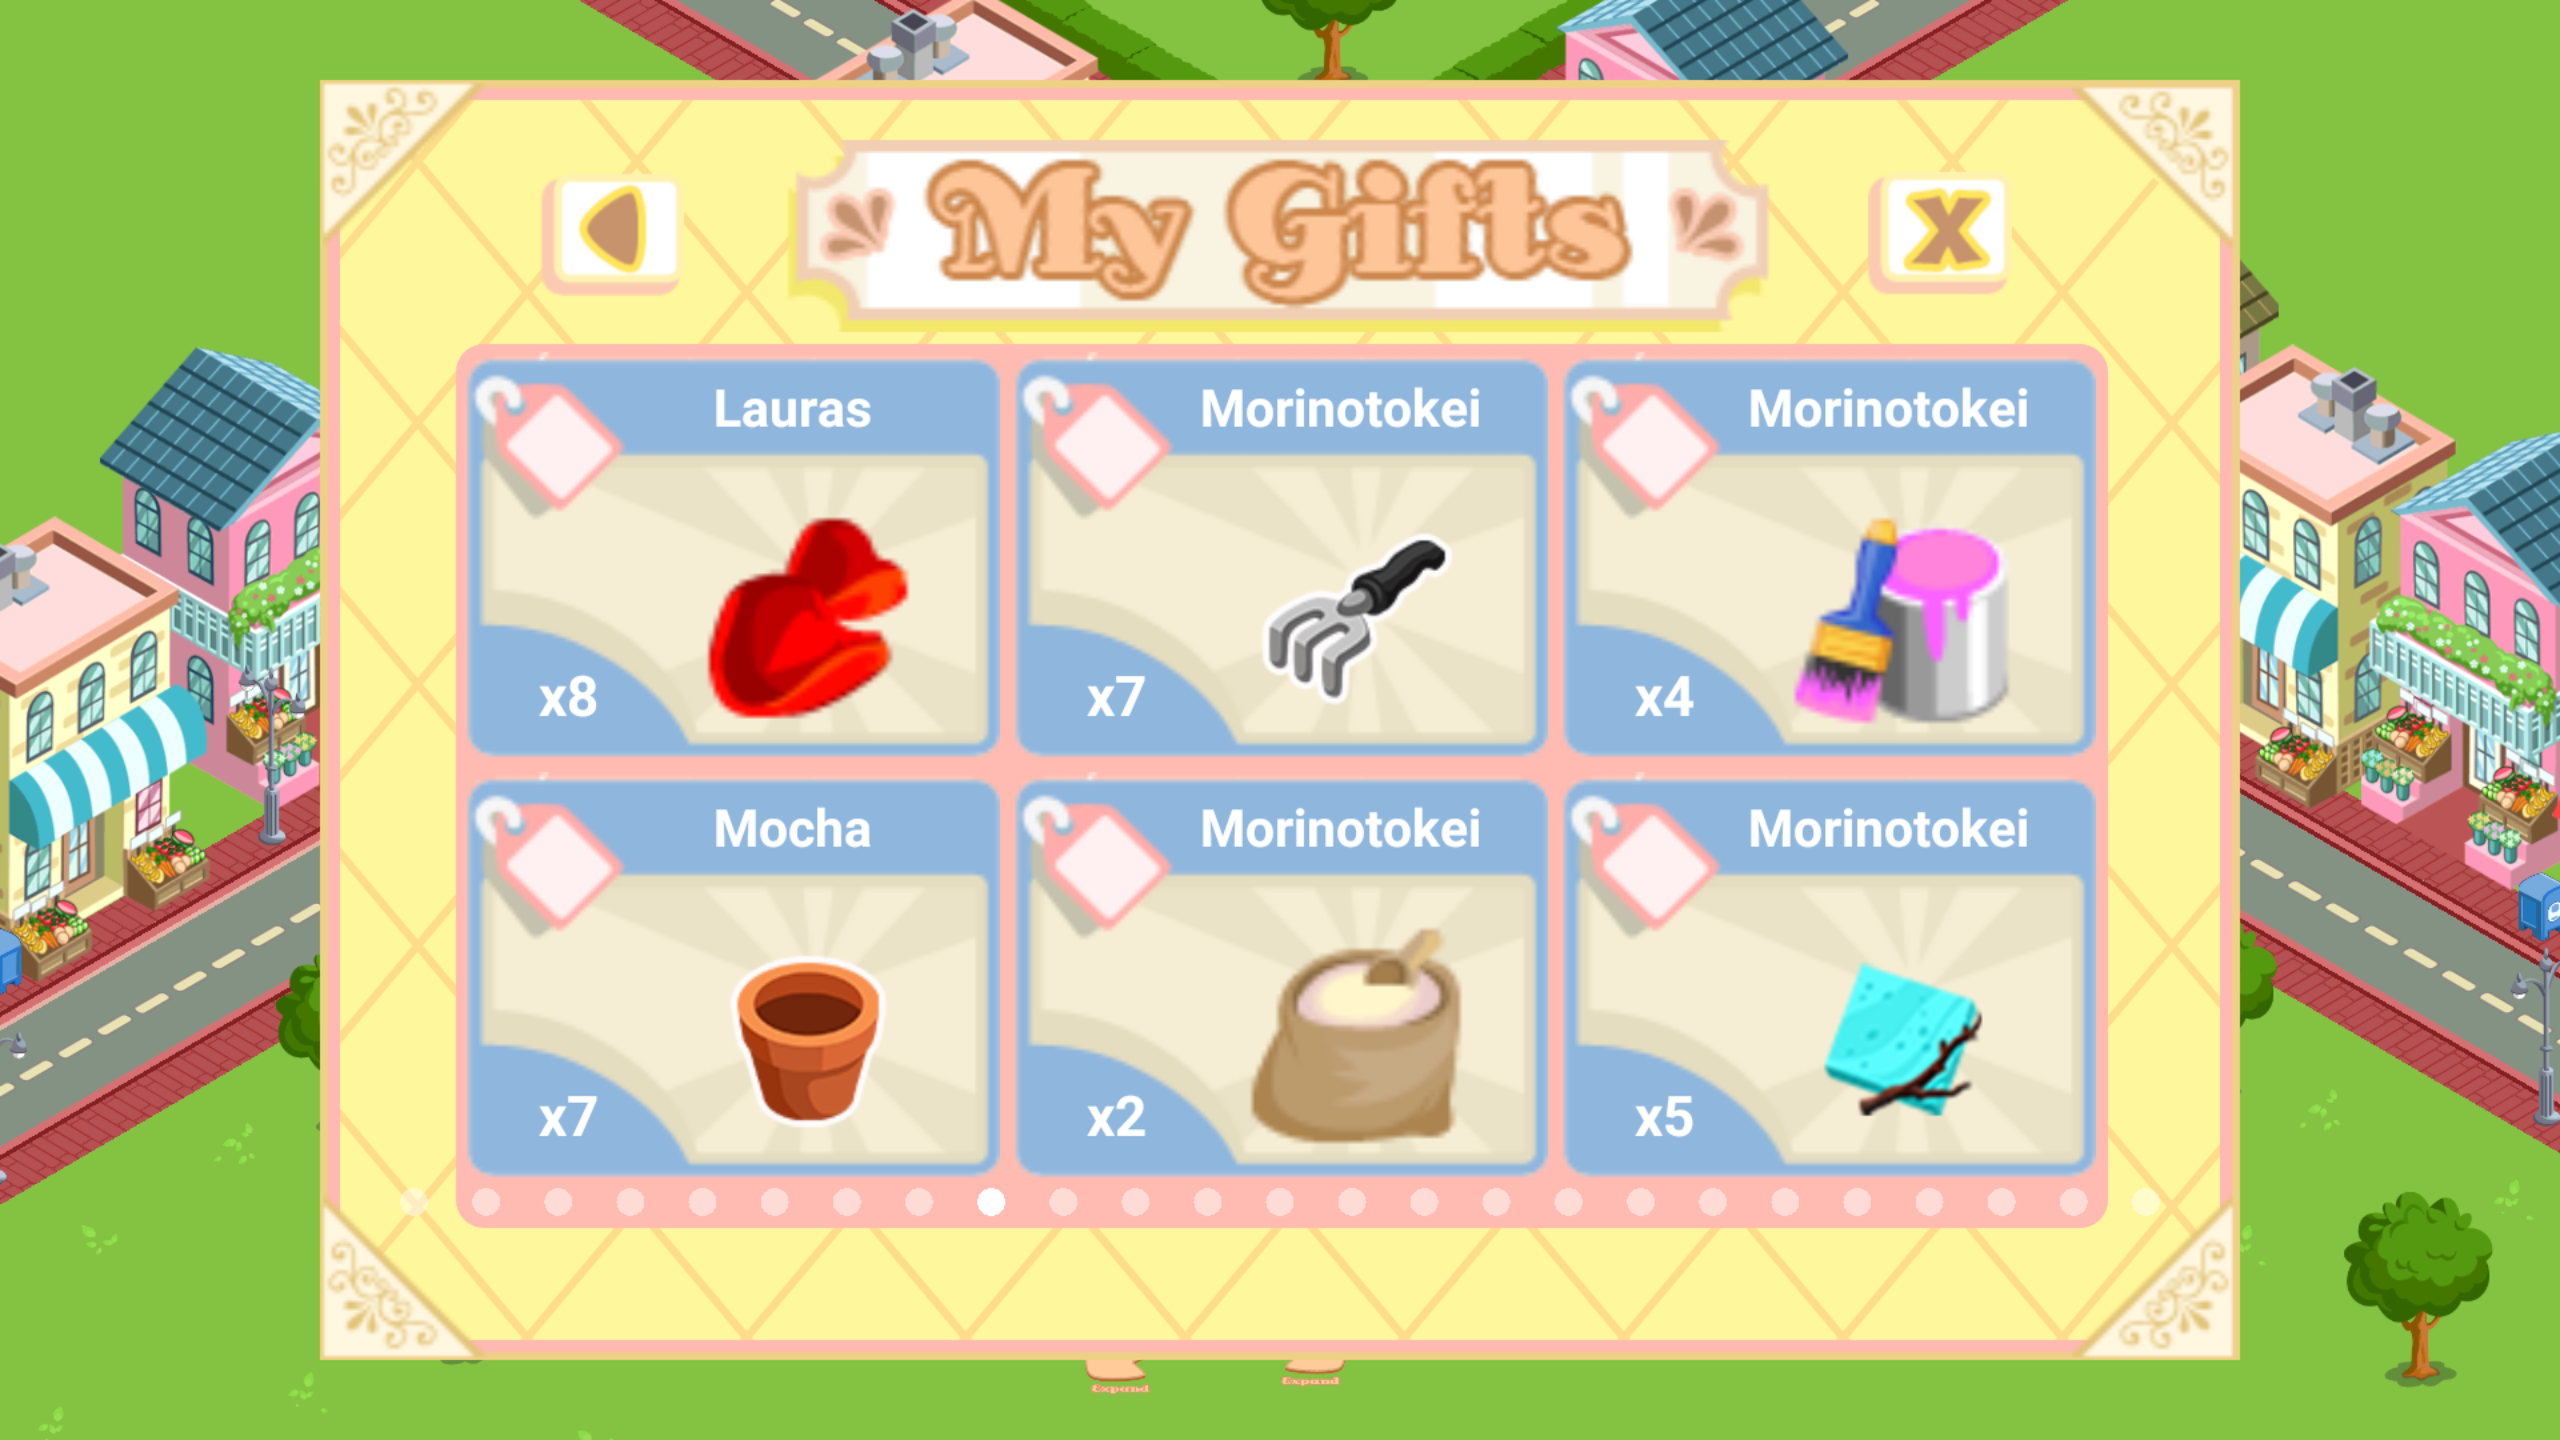 My Gifts
Lauras
Morinotokei
Morinotokei
x8
x7
x4
Mocha
Morinotokei
Morinotokei
x7
x2
x5
Expand
Expand